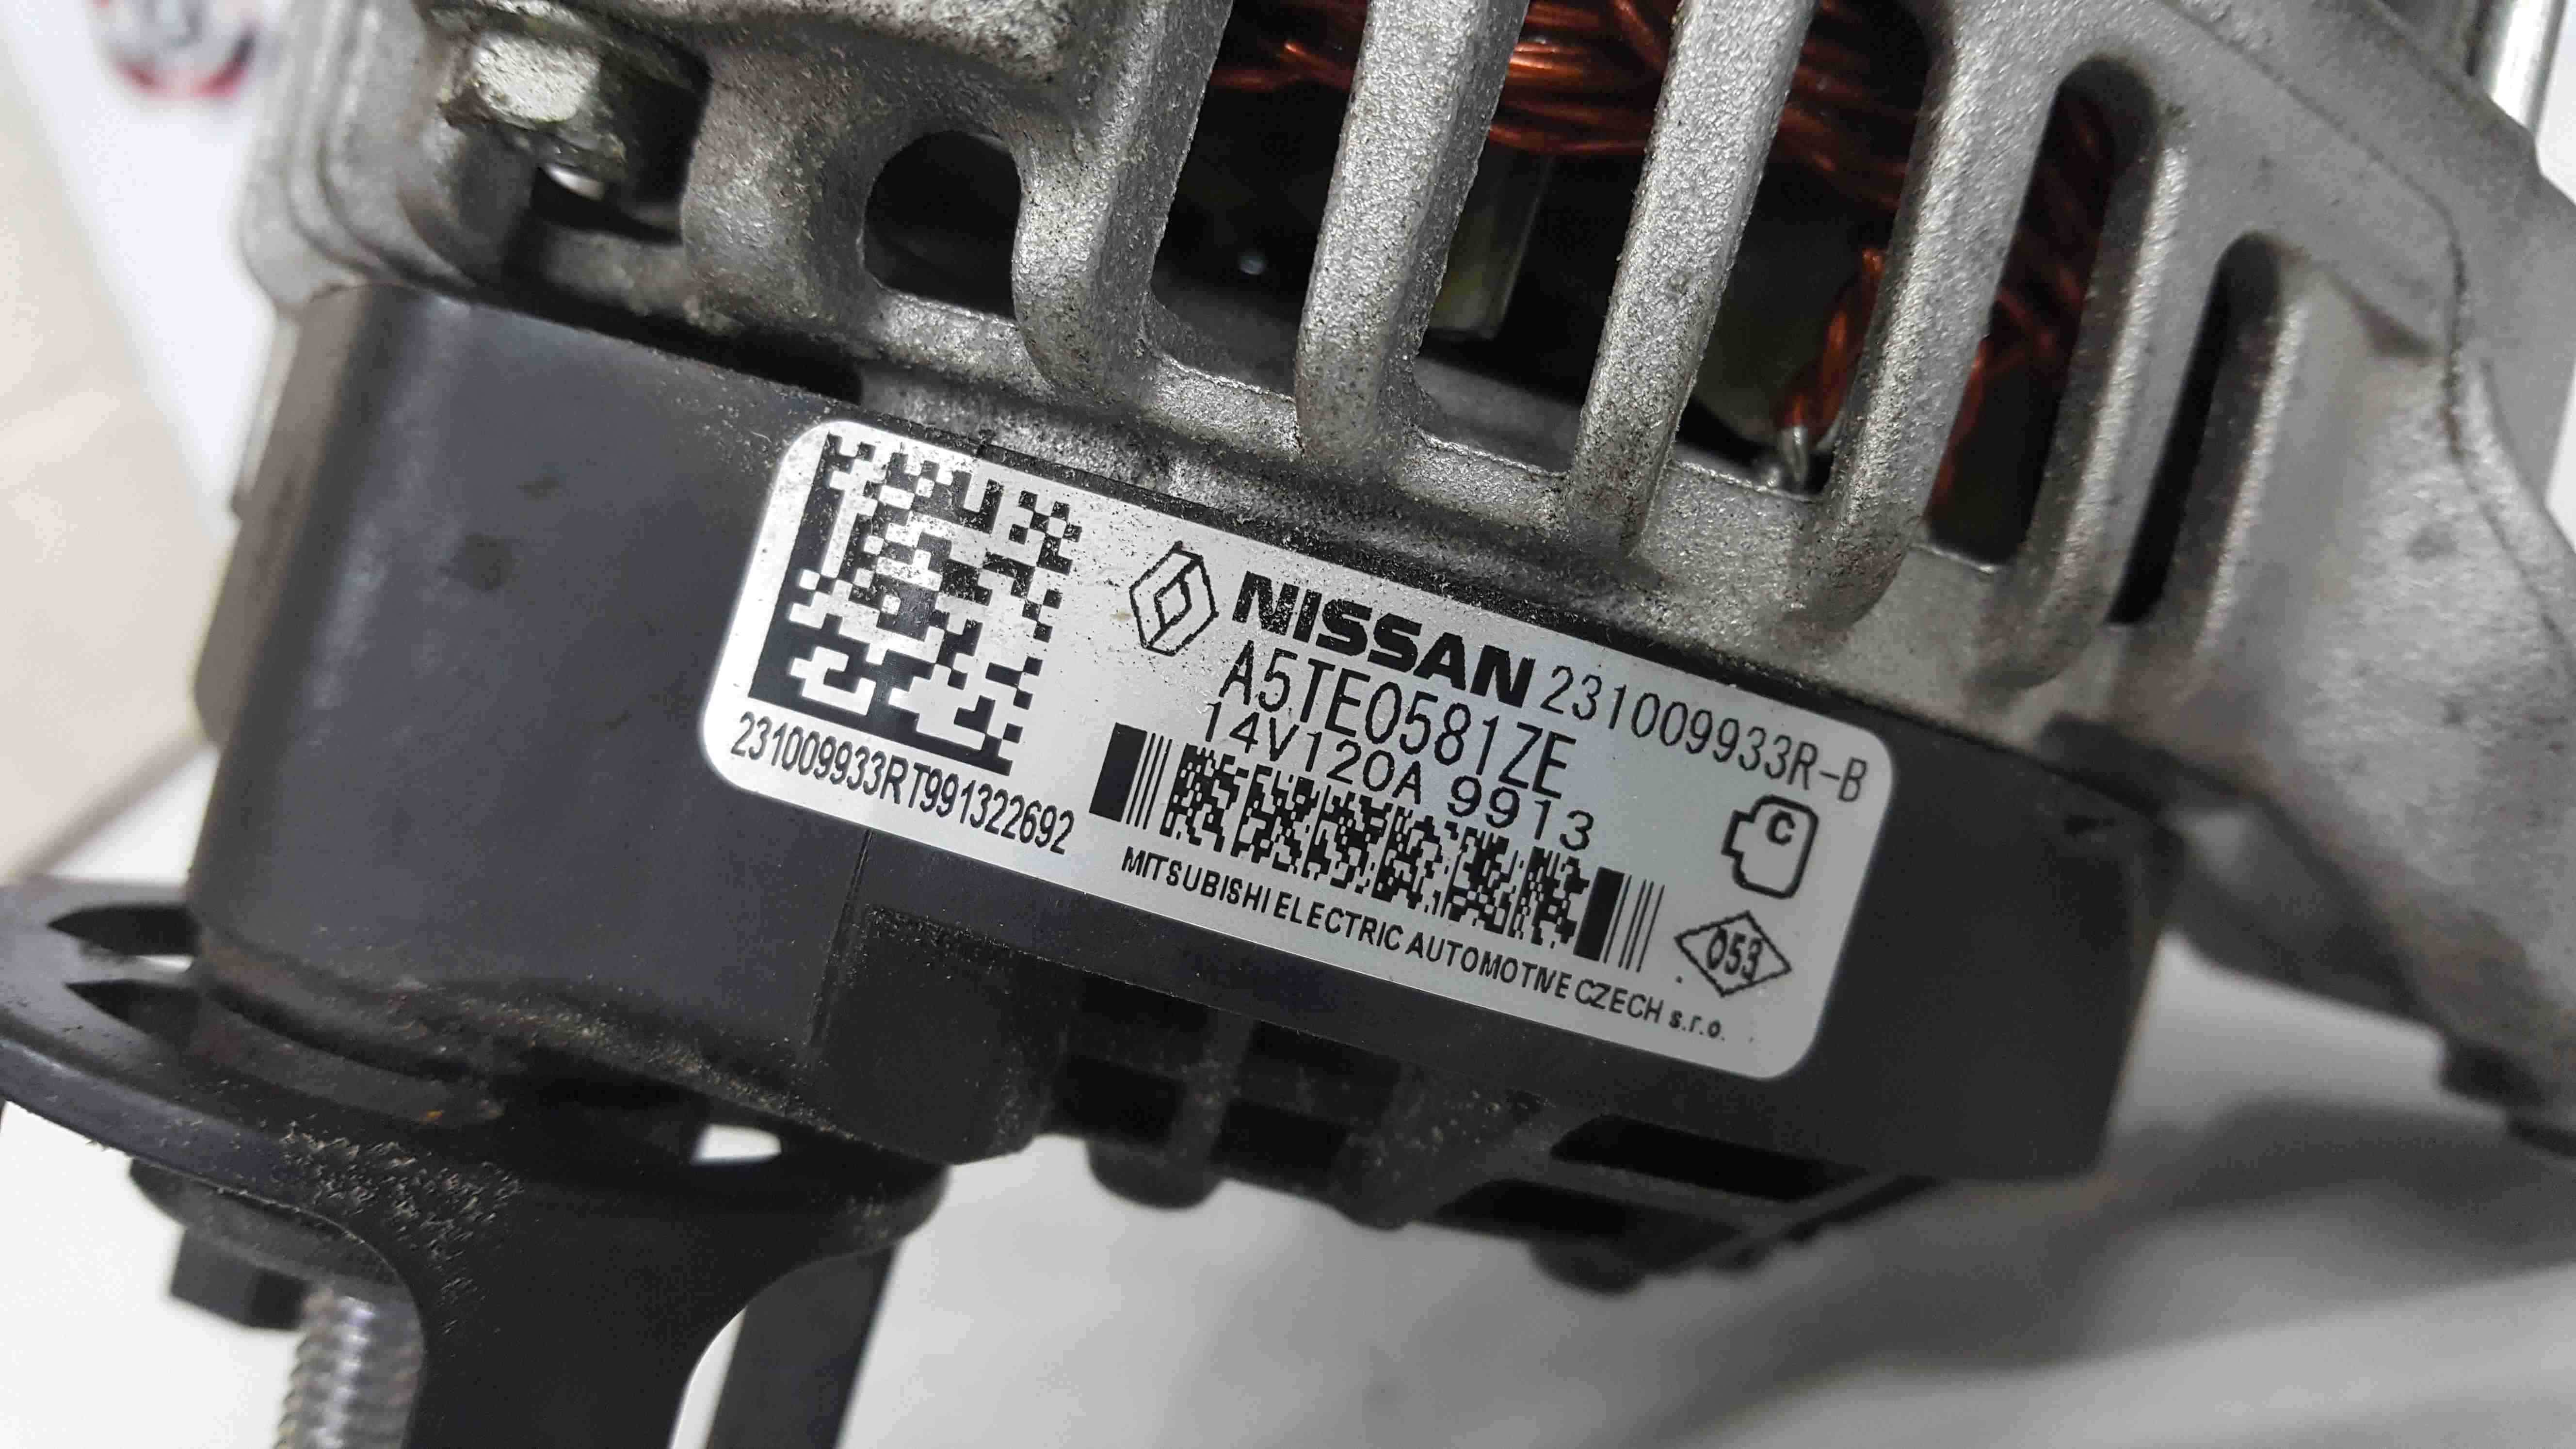 NISSAN 231009933R-B
A5TE0581ZE
14V120A 9913
C
053
MITSUBISHI ELECTRIC AUTOMOTIVE CZECH s.r.o.
231009933RT991322692